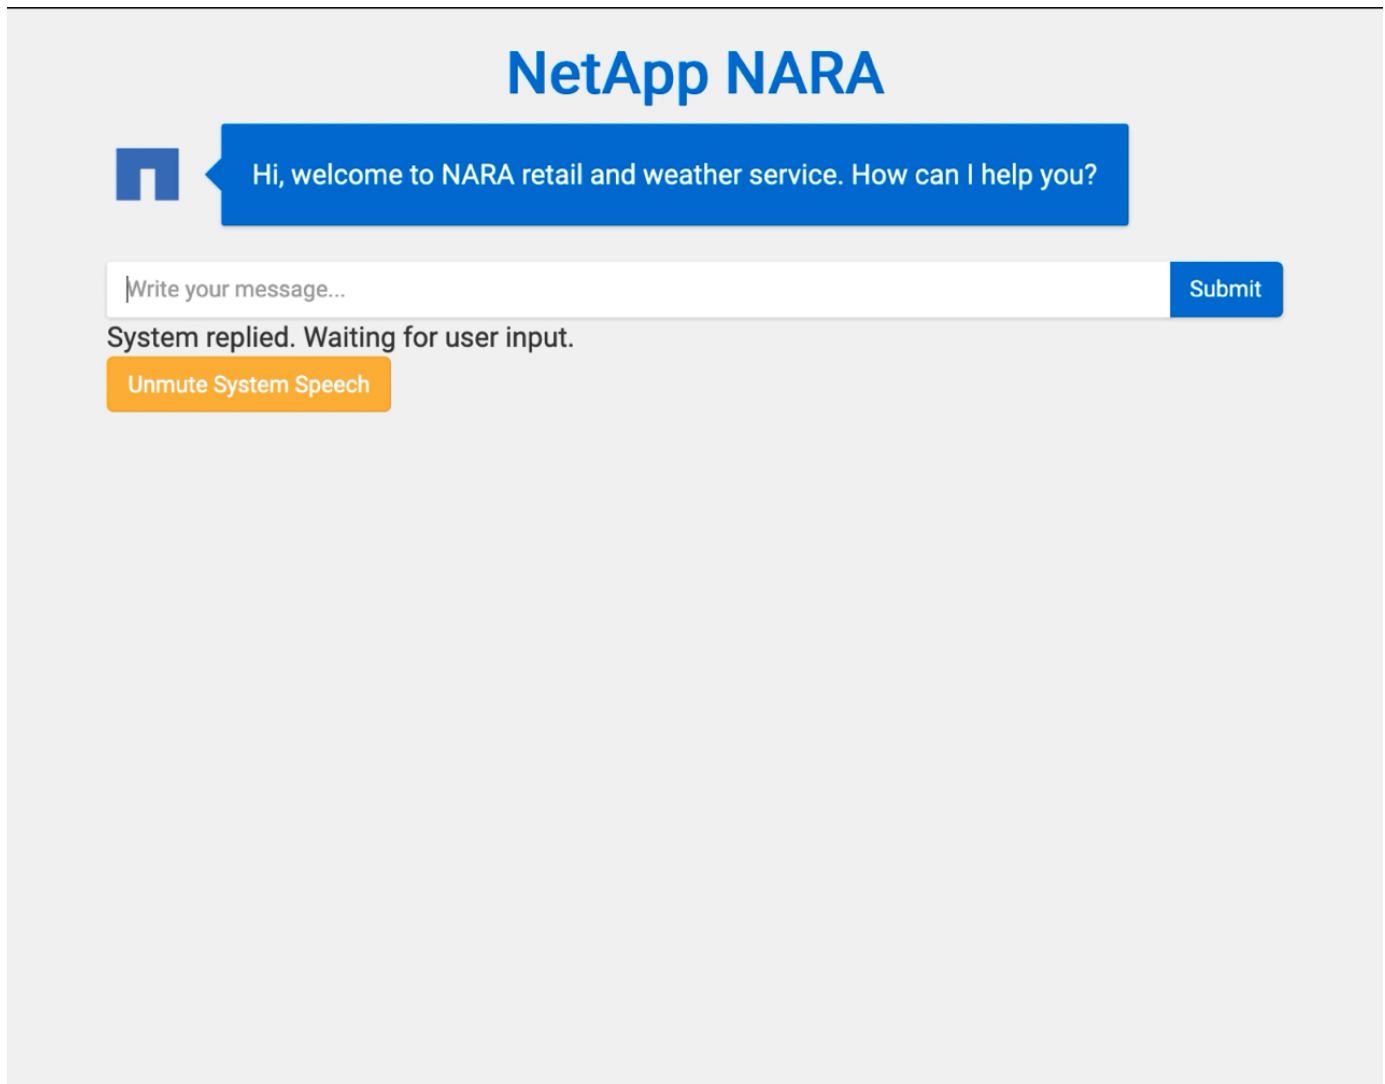 NetApp NARA
Hi, welcome to NARA retail and weather service. How can I help you?
Write your message...
Submit
System replied. Waiting for user input.
Unmute System Speech